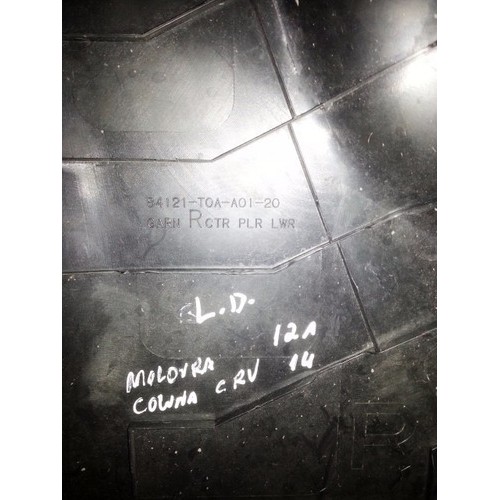 84121-T0A-A01-20
GARN R CTR PLR LWR
L.D.
MOLDURA 12A
COLUNA CRV 14
R